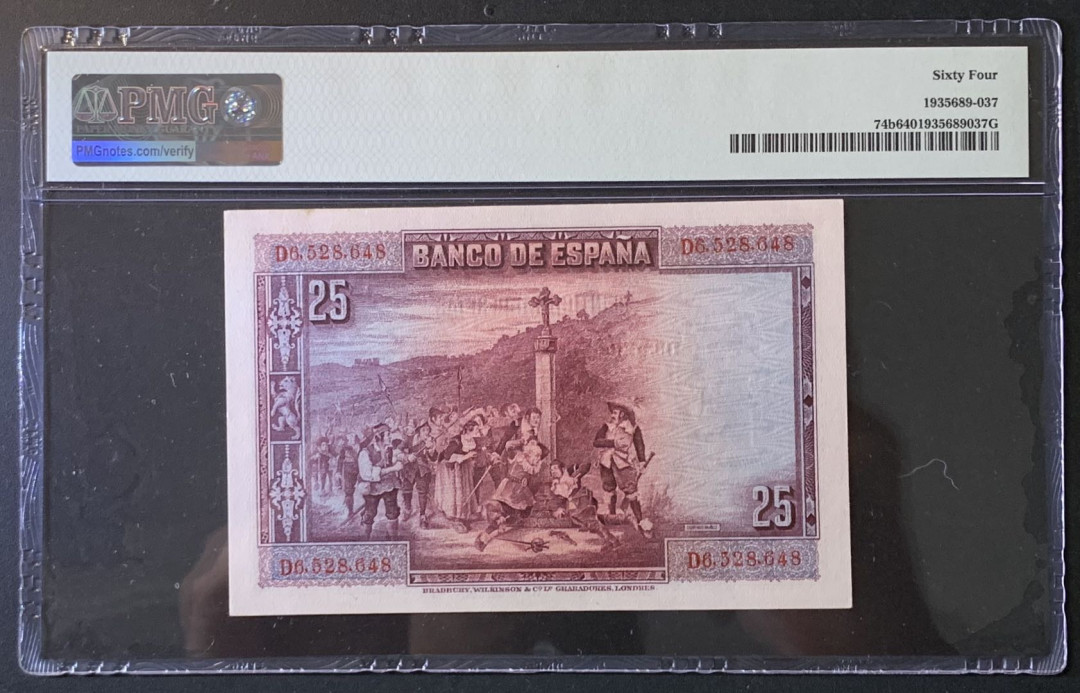 Sixty Four
PMG
1935689-037
74b6401935689037G
PMGnotes.com/verify
D6,528,648
BANCO DE ESPAÑA
D6,528,648
25
25
D6,528,648
D6,528,648
BRADBURY, WILKINSON & Cº Lᴰ GRABADORES, LONDRES